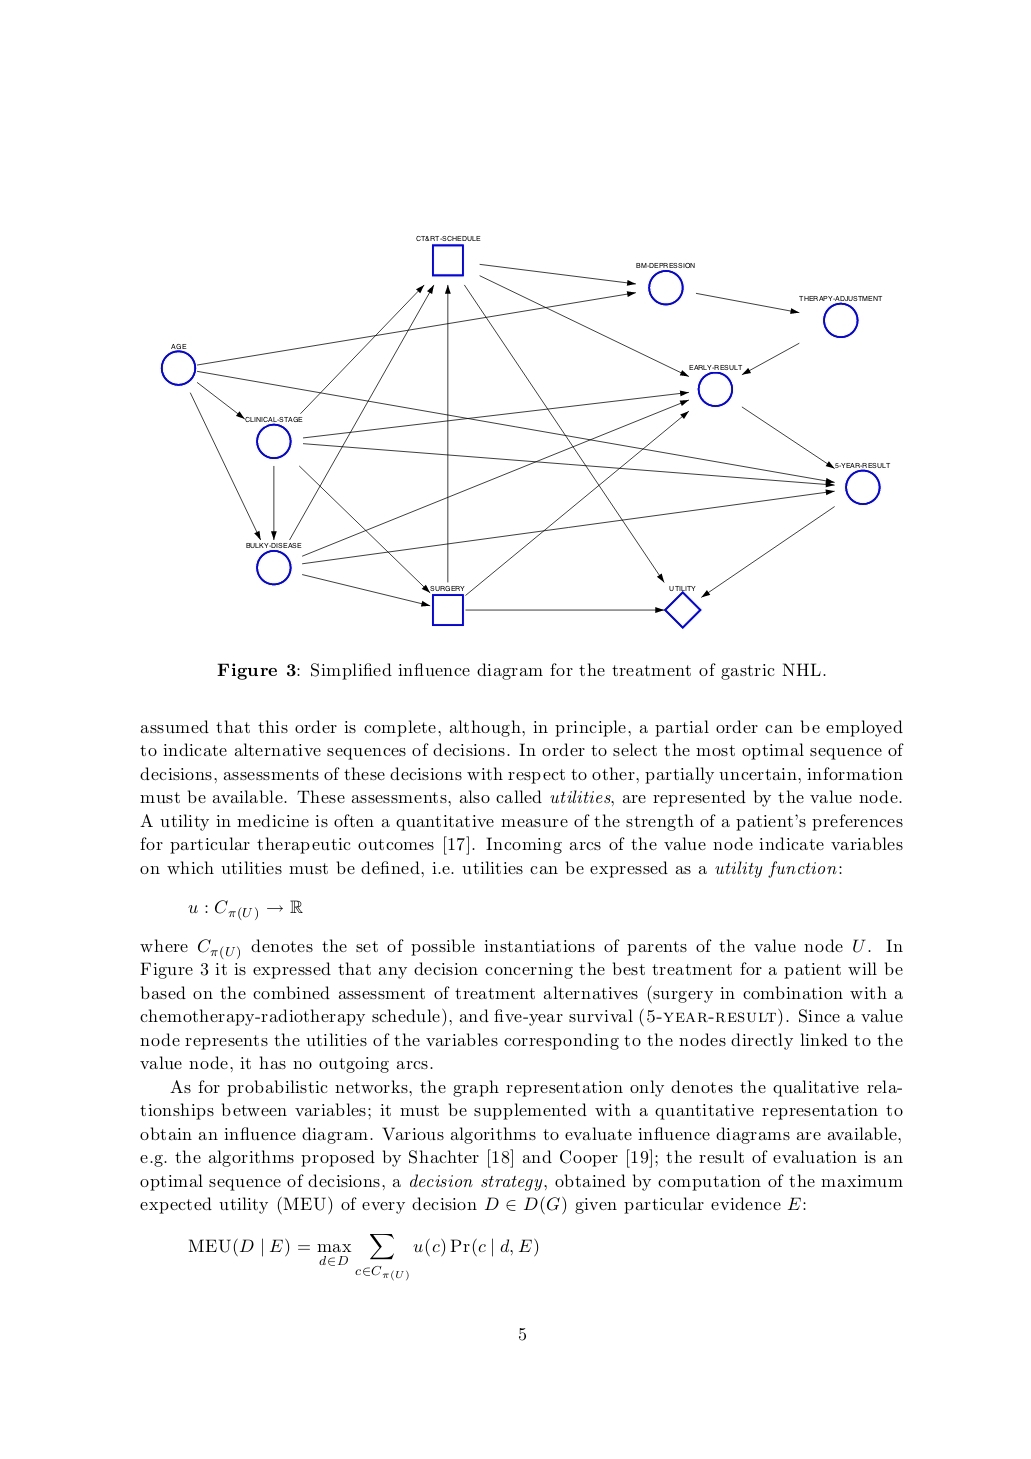 CT&RT-SCHEDULE
BM-DEPRESSION
THERAPY-ADJUSTMENT
AGE
EARLY-RESULT
CLINICAL-STAGE
5-YEAR-RESULT
BULKY-DISEASE
SURGERY
UTILITY
Figure 3: Simplified influence diagram for the treatment of gastric NHL.
assumed that this order is complete, although, in principle, a partial order can be employed
to indicate alternative sequences of decisions. In order to select the most optimal sequence of
decisions, assessments of these decisions with respect to other, partially uncertain, information
must be available. These assessments, also called utilities, are represented by the value node.
A utility in medicine is often a quantitative measure of the strength of a patient's preferences
for particular therapeutic outcomes [17]. Incoming arcs of the value node indicate variables
on which utilities must be defined, i.e. utilities can be expressed as a utility function:
u : C_{π(U)} → ℝ
where C_{π(U)} denotes the set of possible instantiations of parents of the value node U. In
Figure 3 it is expressed that any decision concerning the best treatment for a patient will be
based on the combined assessment of treatment alternatives (surgery in combination with a
chemotherapy-radiotherapy schedule), and five-year survival (5-YEAR-RESULT). Since a value
node represents the utilities of the variables corresponding to the nodes directly linked to the
value node, it has no outgoing arcs.
As for probabilistic networks, the graph representation only denotes the qualitative rela-
tionships between variables; it must be supplemented with a quantitative representation to
obtain an influence diagram. Various algorithms to evaluate influence diagrams are available,
e.g. the algorithms proposed by Shachter [18] and Cooper [19]; the result of evaluation is an
optimal sequence of decisions, a decision strategy, obtained by computation of the maximum
expected utility (MEU) of every decision D ∈ D(G) given particular evidence E:
MEU(D | E) = max_{d∈D} ∑_{c∈C_{π(U)}} u(c) Pr(c | d, E)
5